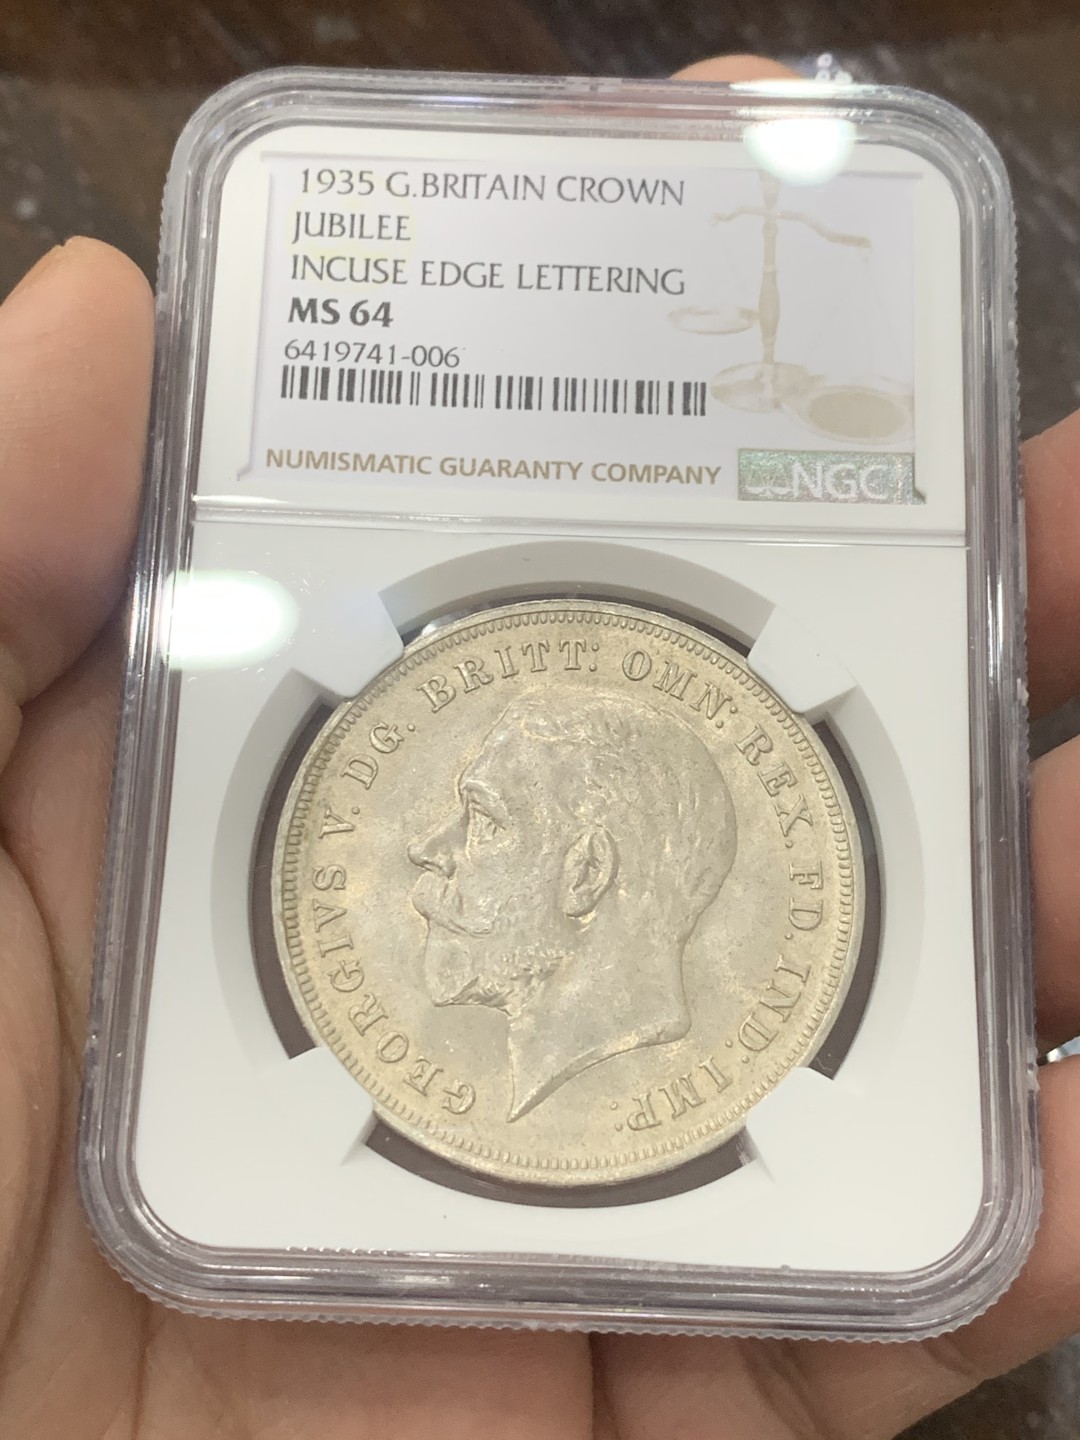 1935 G.BRITAIN CROWN
JUBILEE
INCUSE EDGE LETTERING
MS 64
6419741-006
NUMISMATIC GUARANTY COMPANY
NGC
GEORGIVS V. DG. BRITT: OMN: REX. FD. IND: IMP: